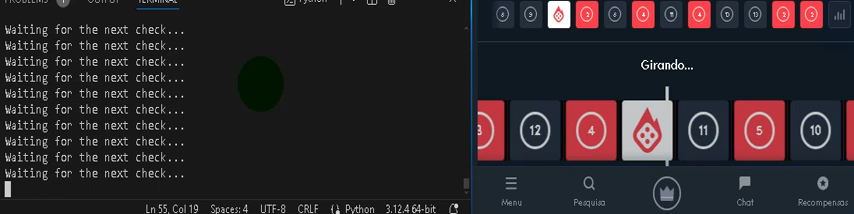 PROBLEMS
OUTPUT
TERMINAL
Python
Waiting for the next check...
Waiting for the next check...
Waiting for the next check...
Waiting for the next check...
Waiting for the next check...
Waiting for the next check...
Waiting for the next check...
Waiting for the next check...
Waiting for the next check...
Waiting for the next check...
Ln 55, Col 19 Spaces: 4 UTF-8 CRLF Python 3.12.4 64-bit
Girando...
12 4 11 5 10
Menu Pesquisa Chat Recompensas